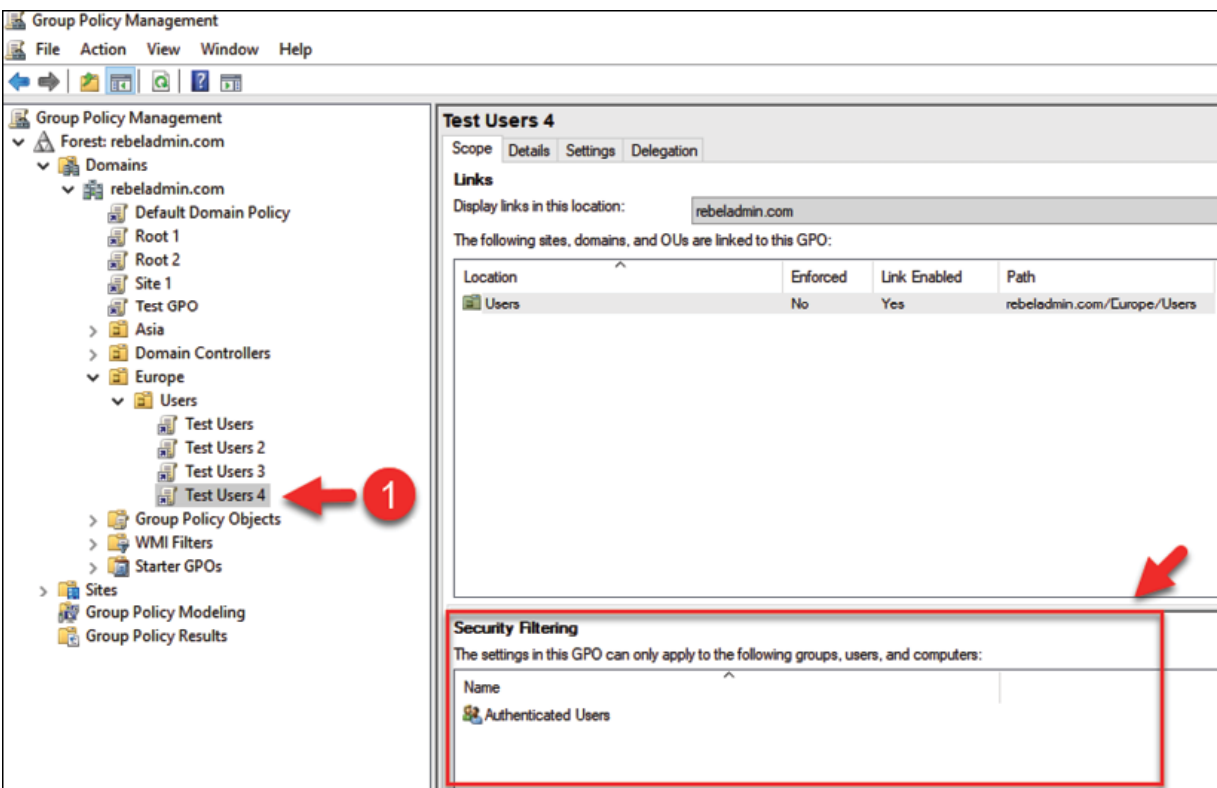 Group Policy Management
File Action View Window Help
Group Policy Management
Forest: rebeladmin.com
Domains
rebeladmin.com
Default Domain Policy
Root 1
Root 2
Site 1
Test GPO
Asia
Domain Controllers
Europe
Users
Test Users
Test Users 2
Test Users 3
Test Users 4
1
Group Policy Objects
WMI Filters
Starter GPOs
Sites
Group Policy Modeling
Group Policy Results
Test Users 4
Scope Details Settings Delegation
Links
Display links in this location: rebeladmin.com
The following sites, domains, and OUs are linked to this GPO:
Location Enforced Link Enabled Path
Users No Yes rebeladmin.com/Europe/Users
Security Filtering
The settings in this GPO can only apply to the following groups, users, and computers:
Name
Authenticated Users